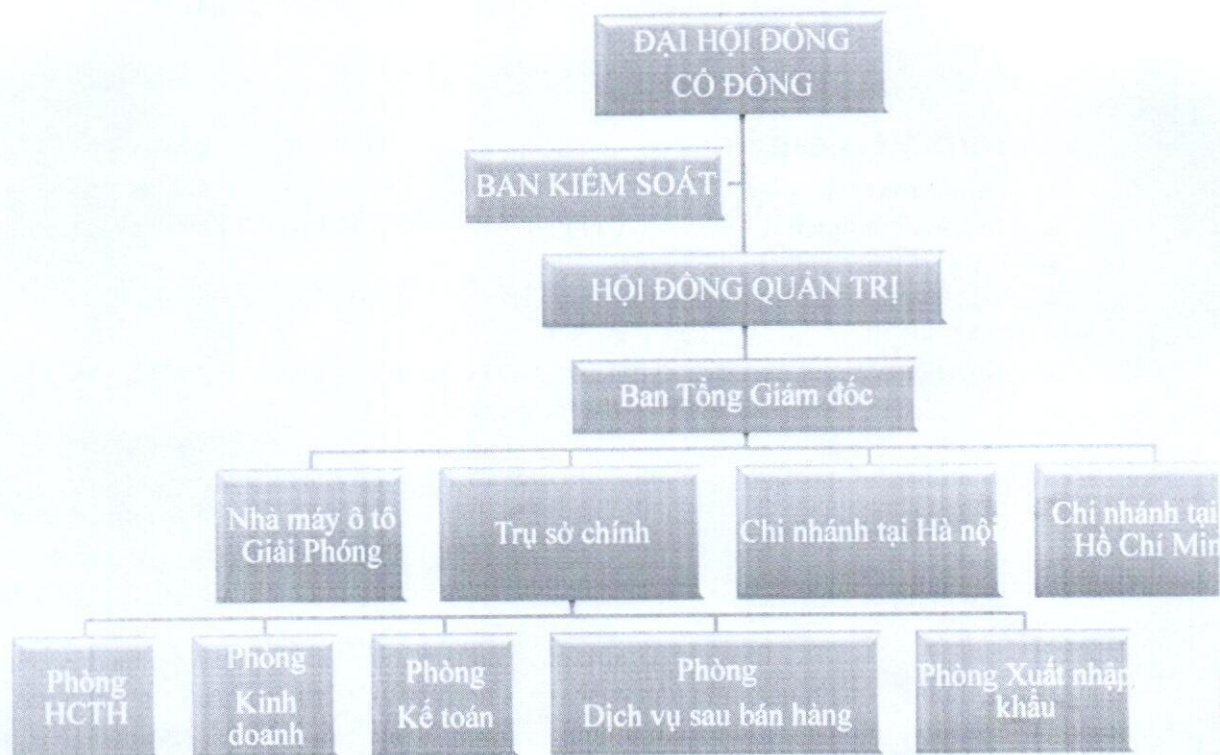 ĐẠI HỘI ĐỒNG
CỔ ĐÔNG
BAN KIỂM SOÁT
HỘI ĐỒNG QUẢN TRỊ
Ban Tổng Giám đốc
Nhà máy ô tô
Giải Phóng
Trụ sở chính
Chi nhánh tại Hà nội
Chi nhánh tại
Hồ Chí Min
Phòng
HCTH
Phòng
Kinh
doanh
Phòng
Kế toán
Phòng
Dịch vụ sau bán hàng
Phòng Xuất nhập
khẩu